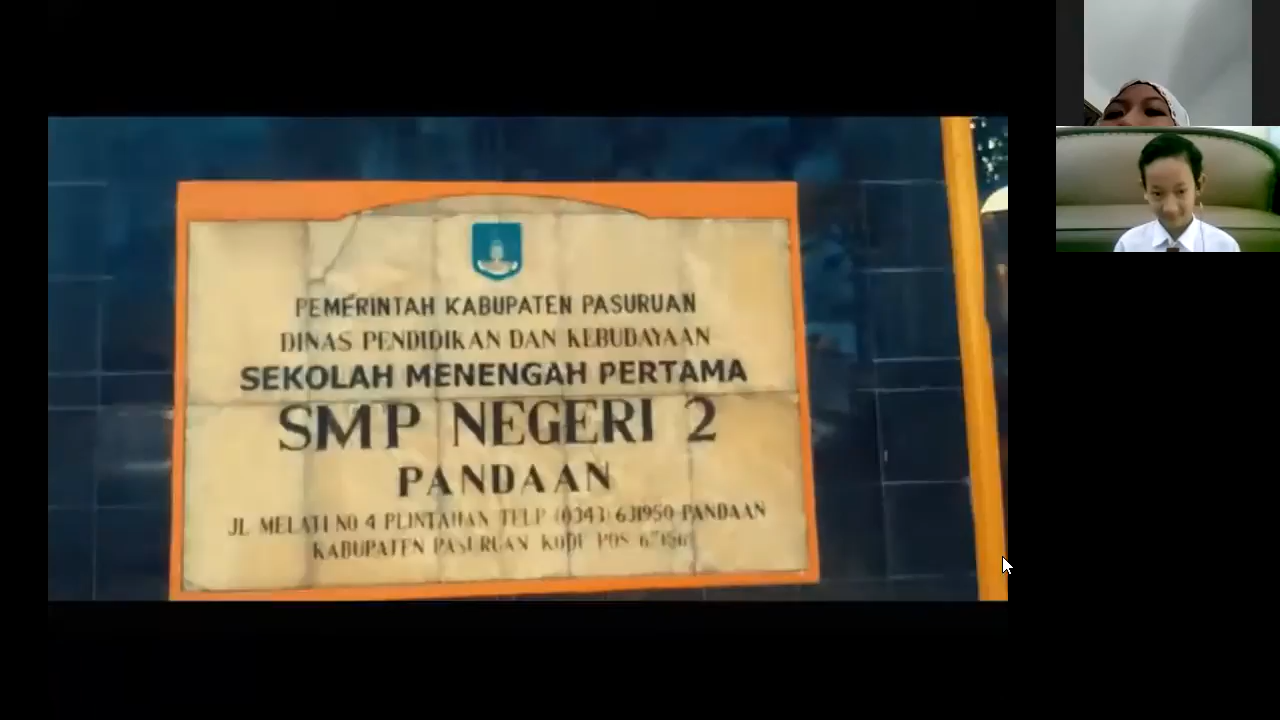 PEMERINTAH KABUPATEN PASURUAN
DINAS PENDIDIKAN DAN KEBUDAYAAN
SEKOLAH MENENGAH PERTAMA
SMP NEGERI 2
PANDAAN
JL MELATI NO 4 PLINTAHAN TELP (0343) 631950 PANDAAN
KABUPATEN PASURUAN KODE POS